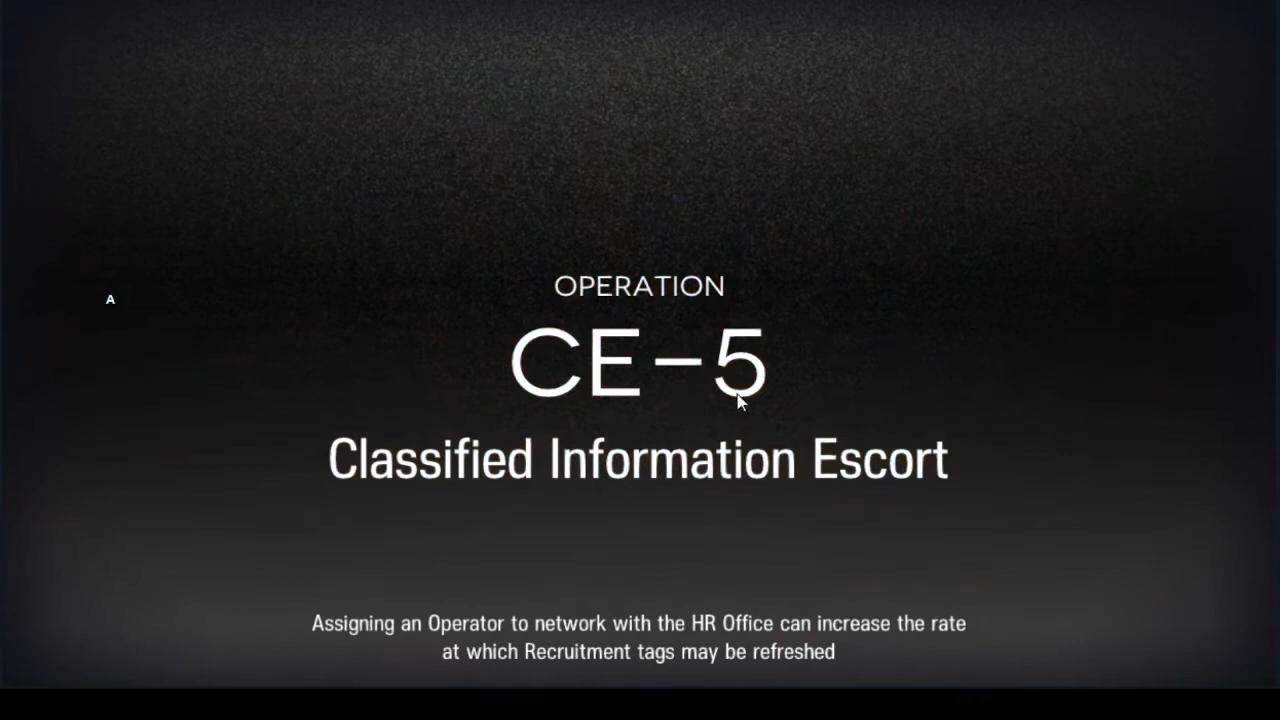 OPERATION
A
CE-5
Classified Information Escort
Assigning an Operator to network with the HR Office can increase the rate
at which Recruitment tags may be refreshed